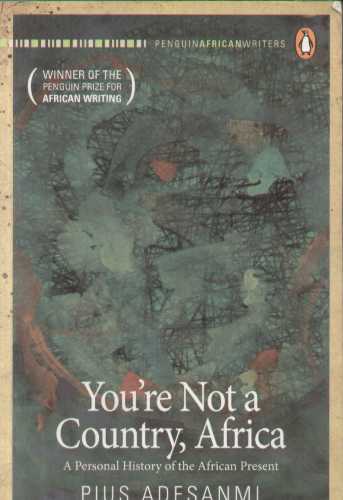 PENGUINAFRICANWRITERS
WINNER OF THE
PENGUIN PRIZE FOR
AFRICAN WRITING
You're Not a
Country, Africa
A Personal History of the African Present
PIUS ADESANMI